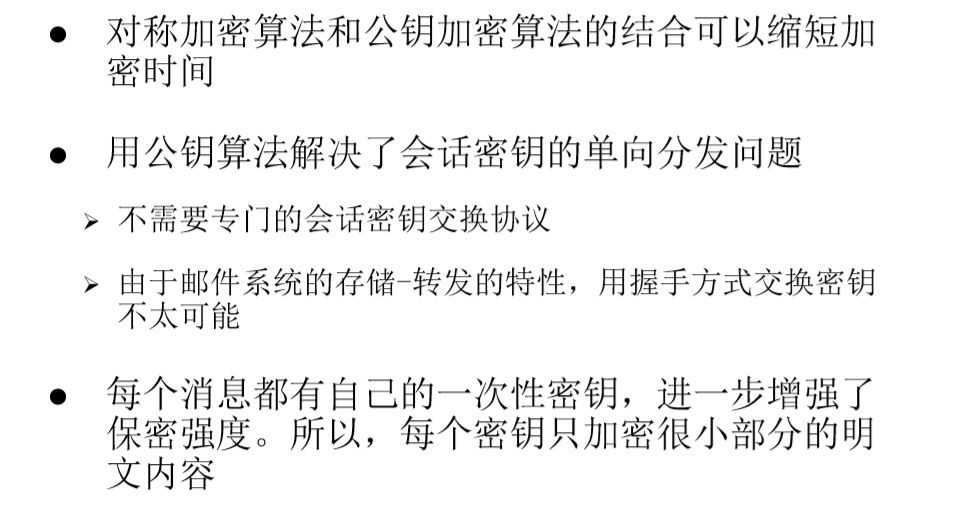 ● 对称加密算法和公钥加密算法的结合可以缩短加
密时间
● 用公钥算法解决了会话密钥的单向分发问题
➢ 不需要专门的会话密钥交换协议
➢ 由于邮件系统的存储-转发的特性，用握手方式交换密钥
不太可能
● 每个消息都有自己的一次性密钥，进一步增强了
保密强度。所以，每个密钥只加密很小部分的明
文内容